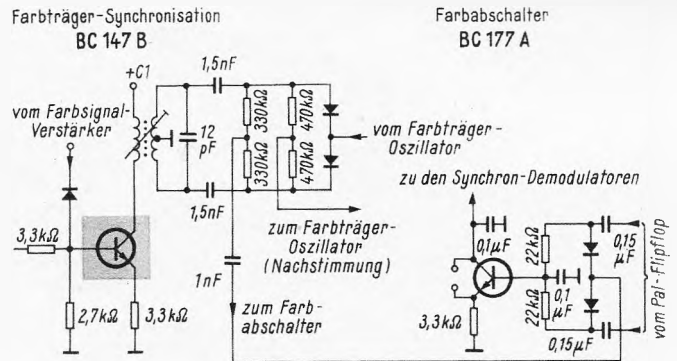 Farbträger-Synchronisation
BC 147 B
Farbabschalter
BC 177 A
+C1
1,5nF
vom Farbsignal-
Verstärker
12
pF
330kΩ
470kΩ
330kΩ
470kΩ
vom Farbträger-
Oszillator
1,5nF
zu den Synchron-Demodulatoren
3,3kΩ
zum Farbträger-
Oszillator
(Nachstimmung)
1nF
0,1µF
22kΩ
0,15
µF
2,7kΩ
3,3kΩ
zum Farb-
abschalter
3,3kΩ
22kΩ
0,1
µF
0,15µF
vom Pal-Flipflop